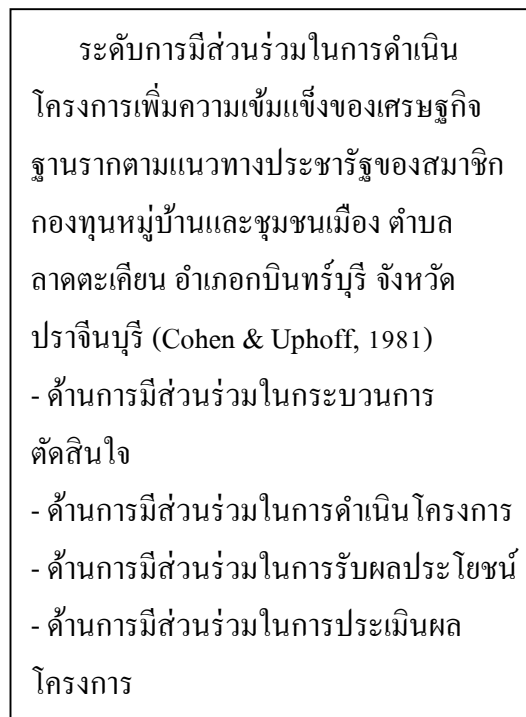 ระดับการมีส่วนร่วมในการดำเนิน
โครงการเพิ่มความเข้มแข็งของเศรษฐกิจ
ฐานรากตามแนวทางประชารัฐของสมาชิก
กองทุนหมู่บ้านและชุมชนเมือง ตำบล
ลาดตะเคียน อำเภอกบินทร์บุรี จังหวัด
ปราจีนบุรี (Cohen & Uphoff, 1981)
- ด้านการมีส่วนร่วมในกระบวนการ
ตัดสินใจ
- ด้านการมีส่วนร่วมในการดำเนินโครงการ
- ด้านการมีส่วนร่วมในการรับผลประโยชน์
- ด้านการมีส่วนร่วมในการประเมินผล
โครงการ